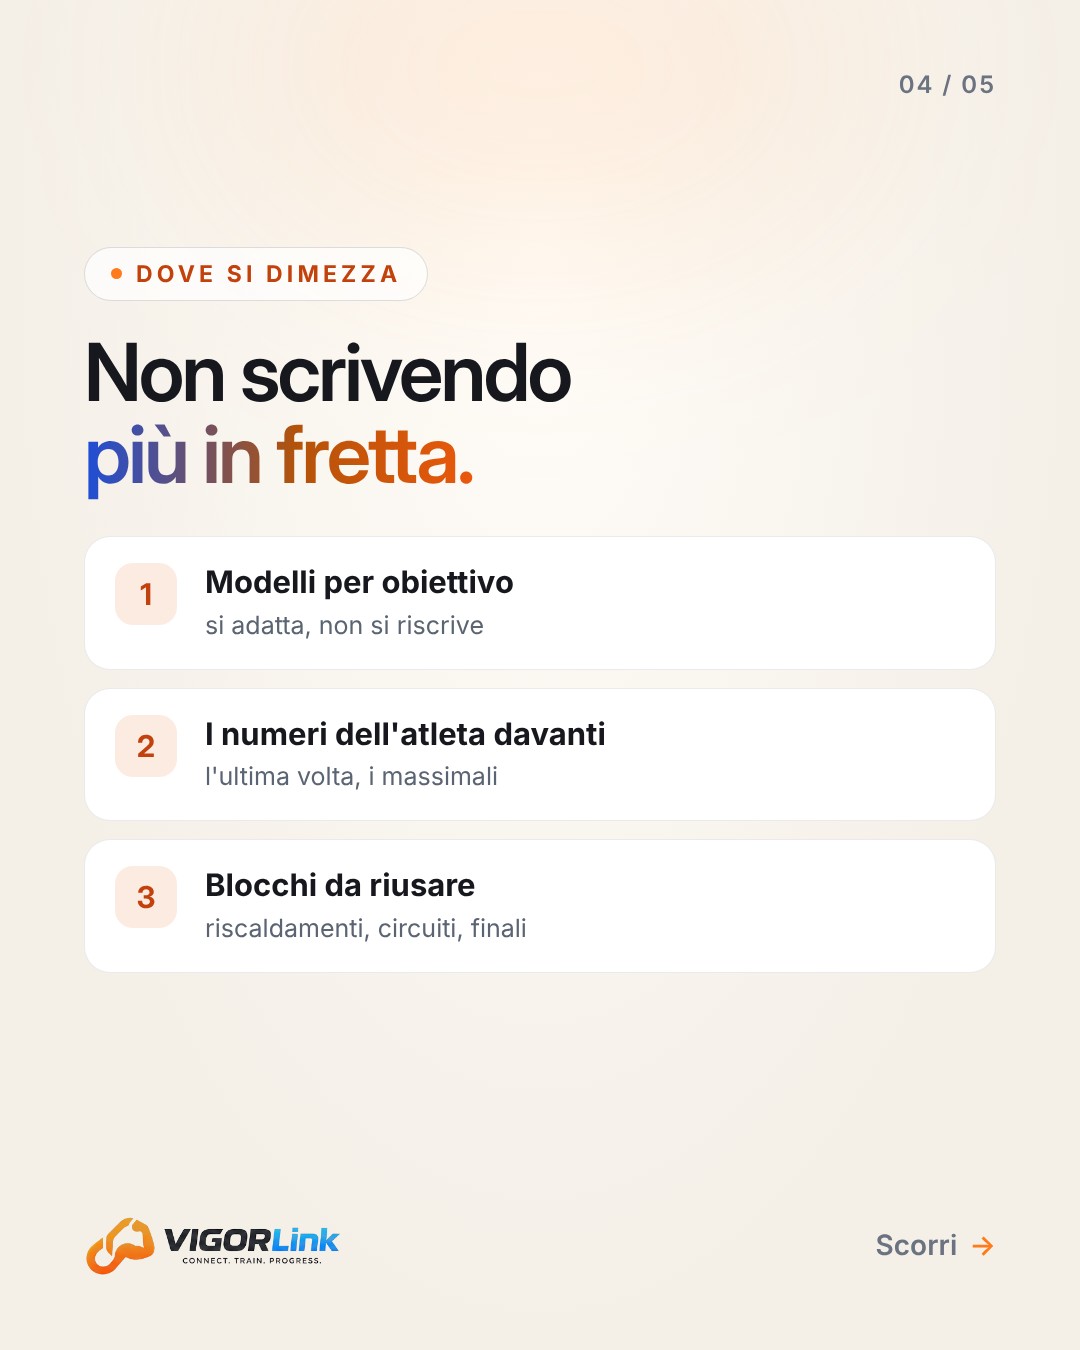 04 / 05
DOVE SI DIMEZZA
Non scrivendo
più in fretta.
1
Modelli per obiettivo
si adatta, non si riscrive
2
I numeri dell'atleta davanti
l'ultima volta, i massimali
3
Blocchi da riusare
riscaldamenti, circuiti, finali
VIGORLink
CONNECT. TRAIN. PROGRESS.
Scorri →